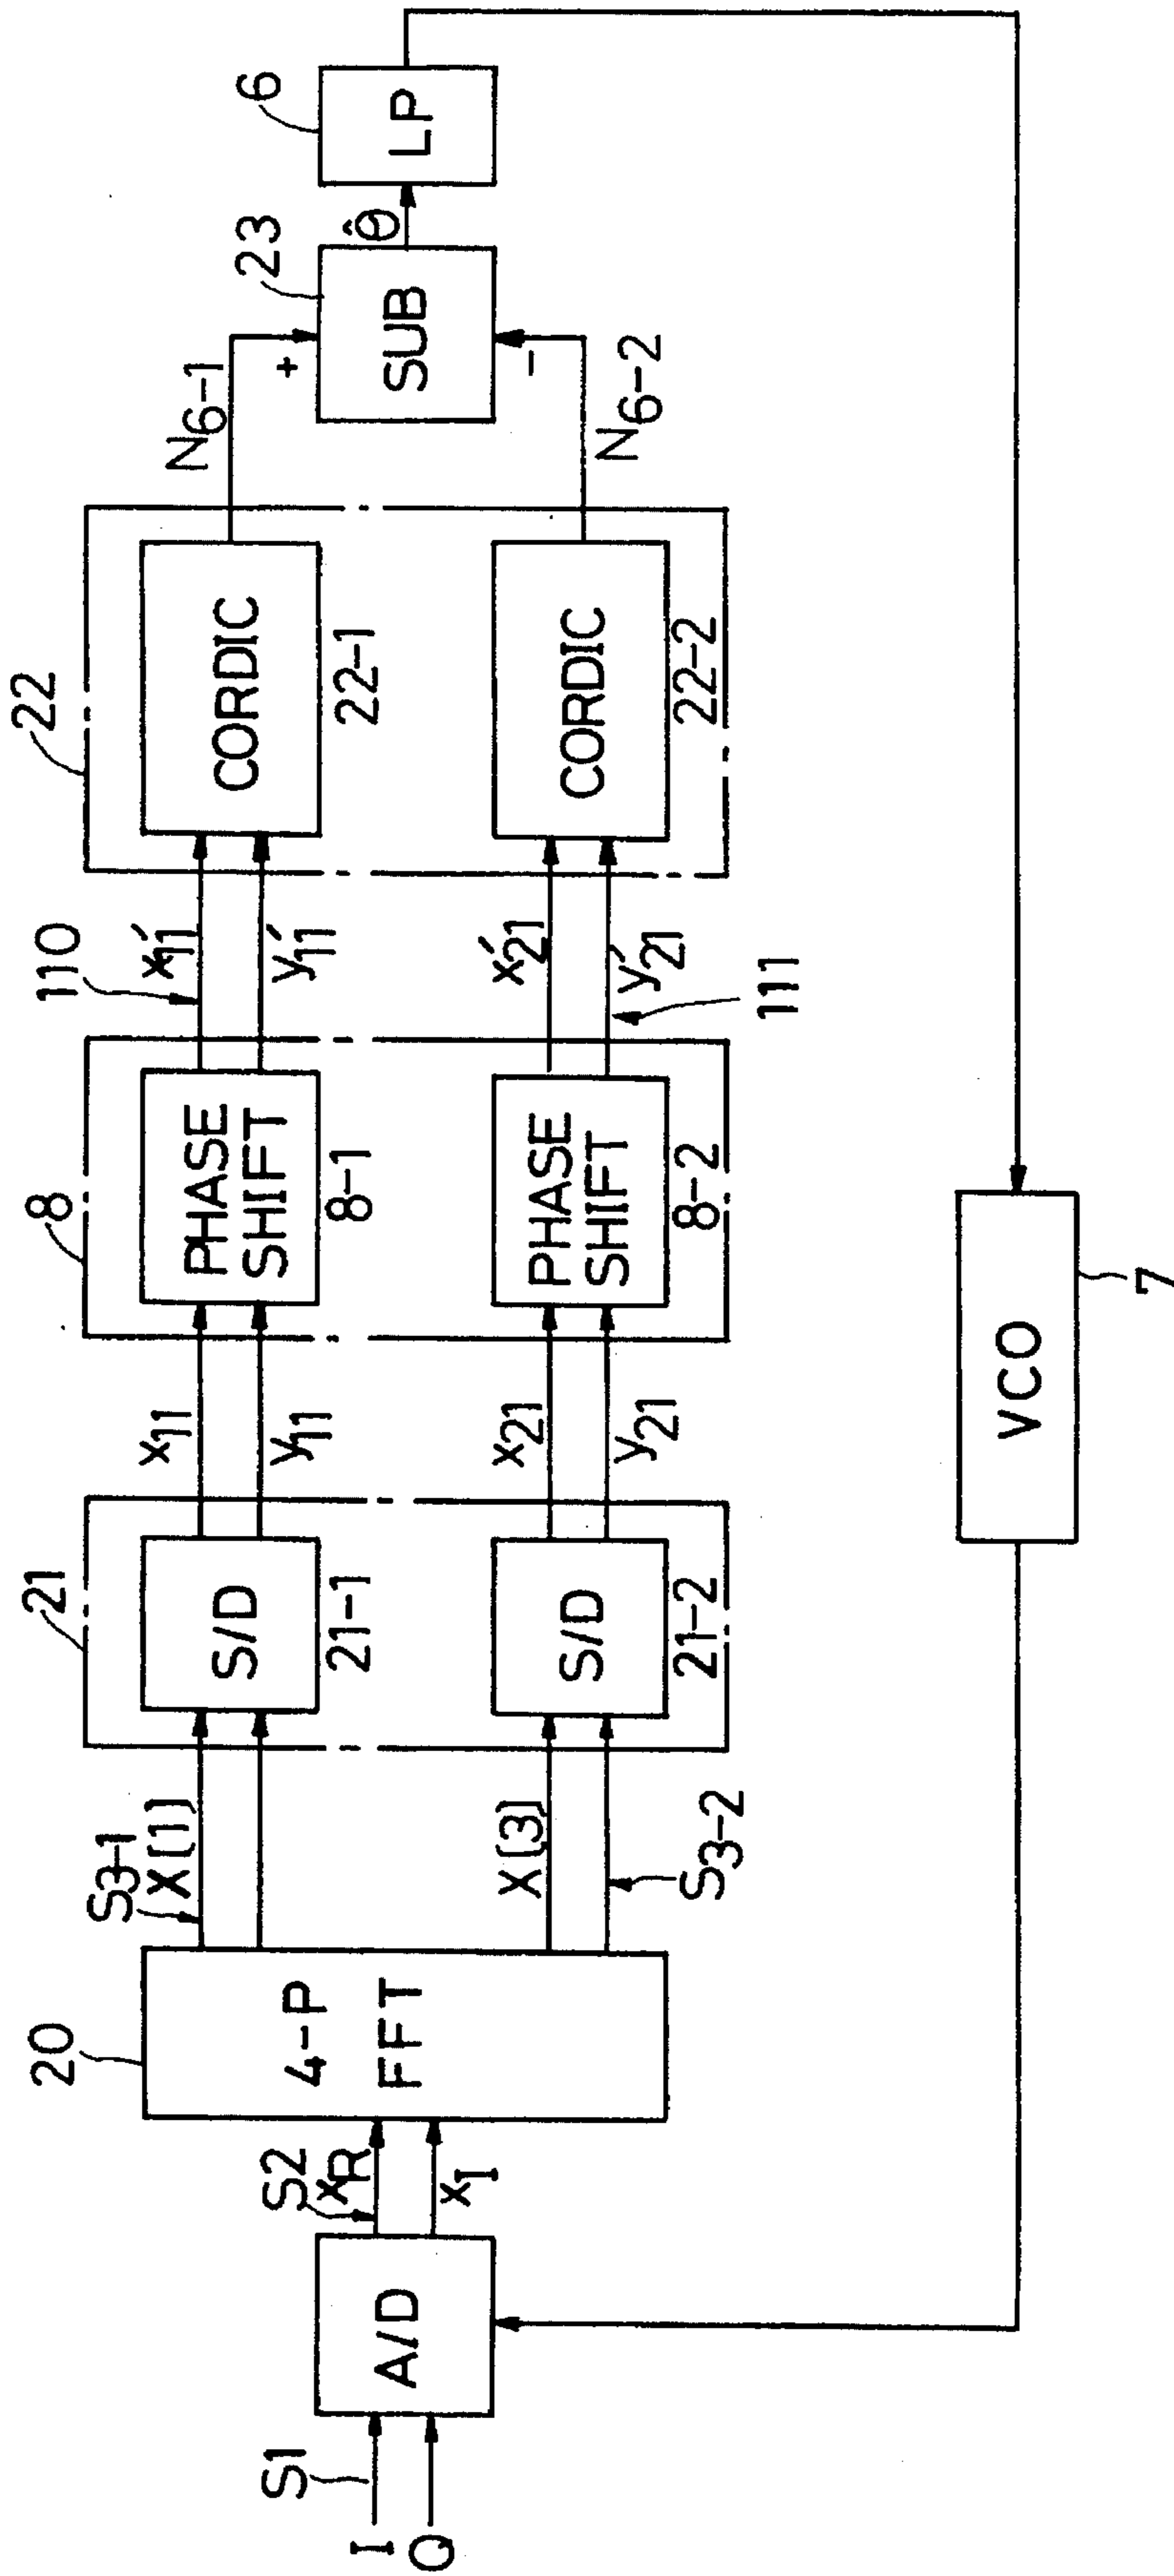 I
Q
S1
A/D
S2
xR
xI
20
4-P
FFT
S3-1
X[1]
X[3]
S3-2
21
S/D
21-1
S/D
21-2
x11
y11
x21
y21
8
PHASE
SHIFT
8-1
PHASE
SHIFT
8-2
110
x'11
y'11
x'21
y'21
111
22
CORDIC
22-1
CORDIC
22-2
N6-1
N6-2
+
-
23
SUB
θ̂
6
LP
VCO
7